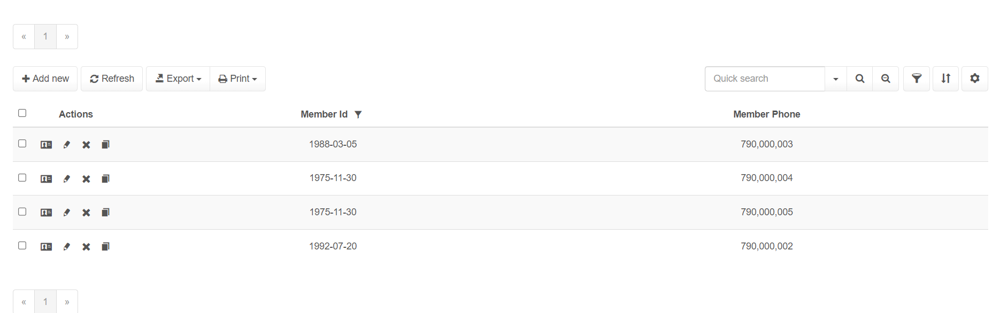 « 1 »
Add new Refresh Export Print Quick search
Actions Member Id Member Phone
1988-03-05 790,000,003
1975-11-30 790,000,004
1975-11-30 790,000,005
1992-07-20 790,000,002
« 1 »